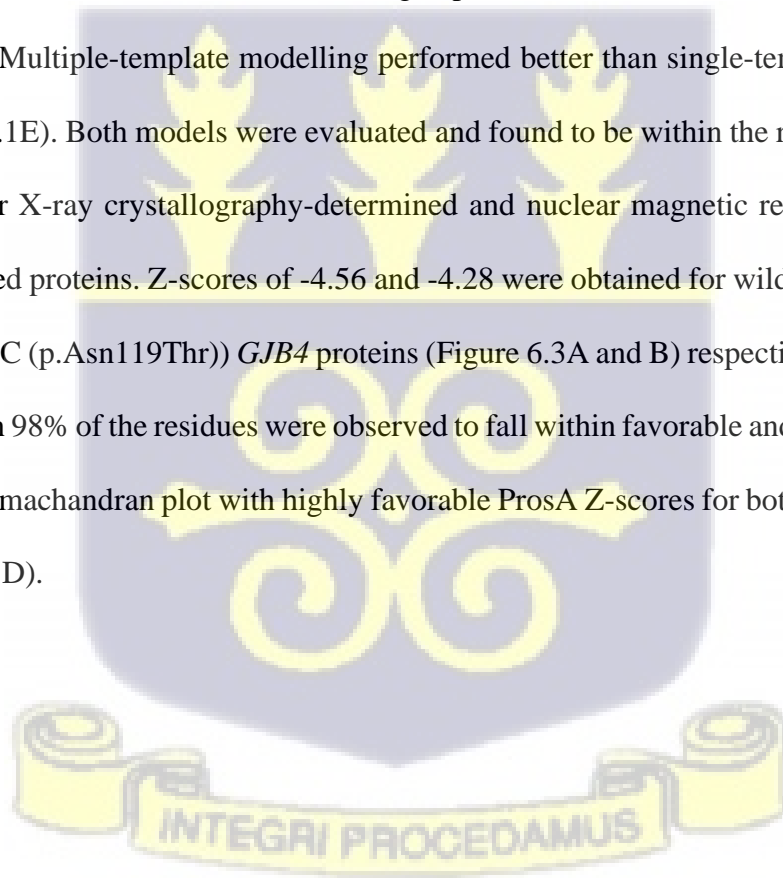 Multiple-template modelling performed better than single-ter
.1E). Both models were evaluated and found to be within the r
r X-ray crystallography-determined and nuclear magnetic re
ed proteins. Z-scores of -4.56 and -4.28 were obtained for wild
C (p.Asn119Thr)) GJB4 proteins (Figure 6.3A and B) respecti
98% of the residues were observed to fall within favorable and
machandran plot with highly favorable ProsA Z-scores for bot
D).
INTEGRI PROCEDAMUS